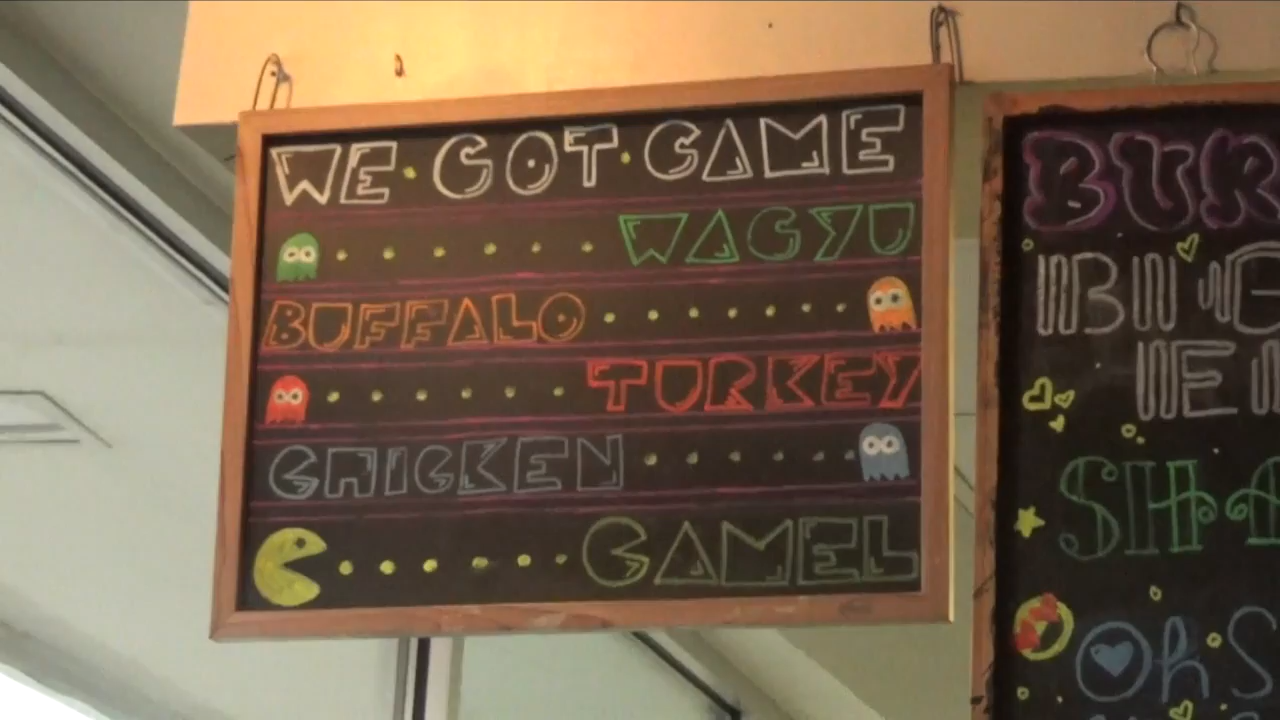 WE GOT GAME
WAGYU
BUFFALO
TURKEY
CHICKEN
CAMEL